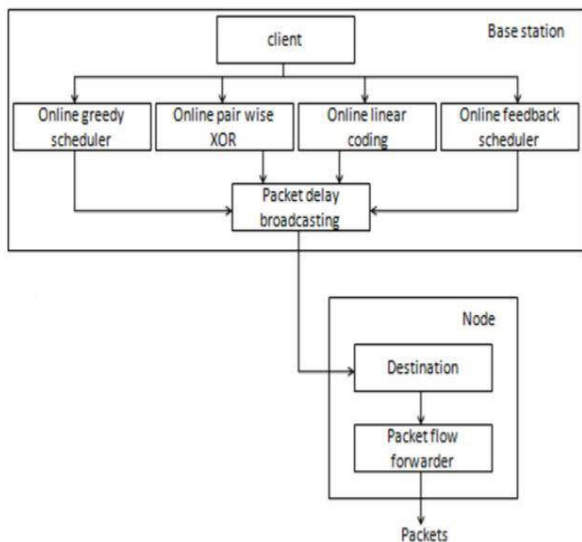 Base station
client
Online greedy
scheduler
Online pair wise
XOR
Online linear
coding
Online feedback
scheduler
Packet delay
broadcasting
Node
Destination
Packet flow
forwarder
Packets